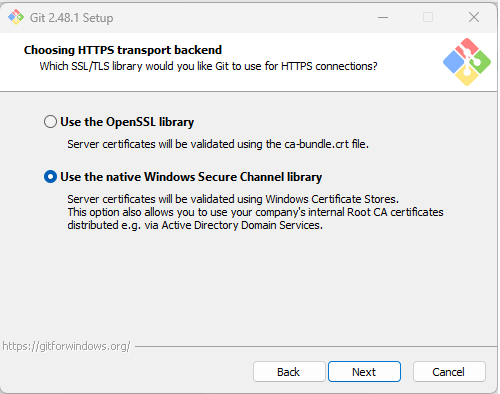 Git 2.48.1 Setup
Choosing HTTPS transport backend
Which SSL/TLS library would you like Git to use for HTTPS connections?
Use the OpenSSL library
Server certificates will be validated using the ca-bundle.crt file.
Use the native Windows Secure Channel library
Server certificates will be validated using Windows Certificate Stores.
This option also allows you to use your company's internal Root CA certificates
distributed e.g. via Active Directory Domain Services.
https://gitforwindows.org/
Back Next Cancel